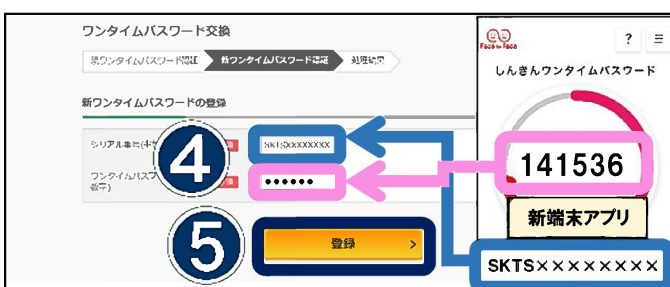 ワンタイムパスワード交換
現ワンタイムパスワード認証
新ワンタイムパスワード認証
処理結果
新ワンタイムパスワードの登録
シリアル番号(4
SKTSXXXXXXXX
ワンタイムパスワ
数字)
●●●●●●
④
⑤
登録 >
Face to Face
?
しんきんワンタイムパスワード
141536
新端末アプリ
SKTS××××××××